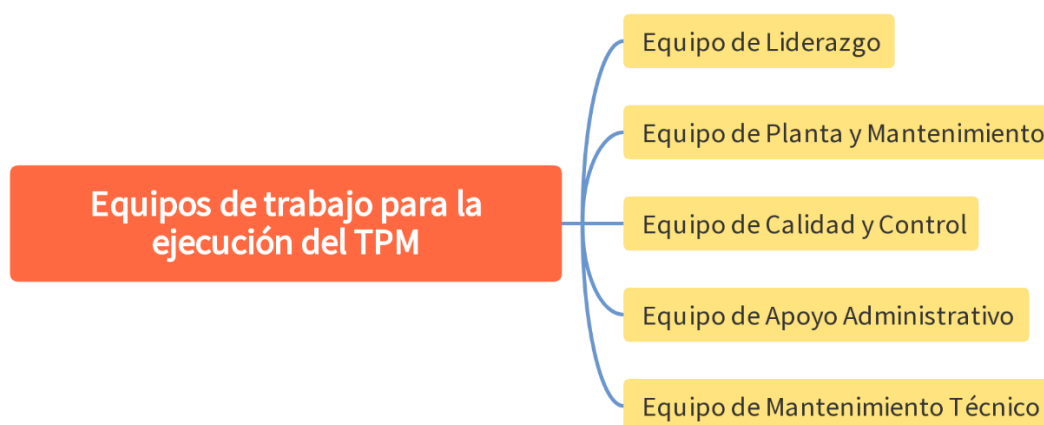 Equipo de Liderazgo
Equipo de Planta y Mantenimiento
Equipos de trabajo para la
ejecución del TPM
Equipo de Calidad y Control
Equipo de Apoyo Administrativo
Equipo de Mantenimiento Técnico